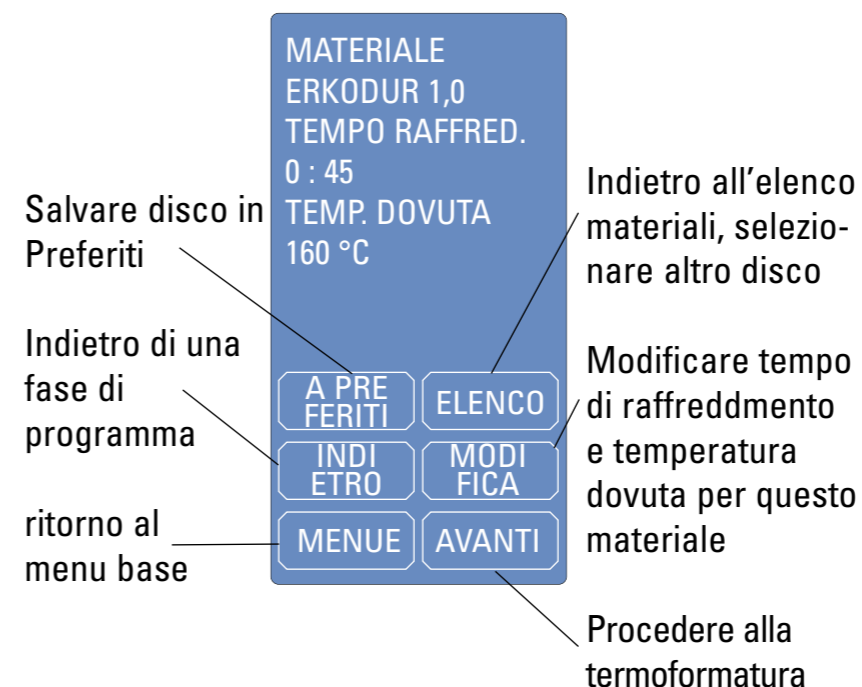 MATERIALE
ERKODUR 1,0
TEMPO RAFFRED.
0 : 45
TEMP. DOVUTA
160 °C
A PRE
FERITI
ELENCO
INDI
ETRO
MODI
FICA
MENUE
AVANTI
Salvare disco in
Preferiti
Indietro di una
fase di
programma
ritorno al
menu base
Indietro all’elenco
materiali, selezio-
nare altro disco
Modificare tempo
di raffreddmento
e temperatura
dovuta per questo
materiale
Procedere alla
termoformatura